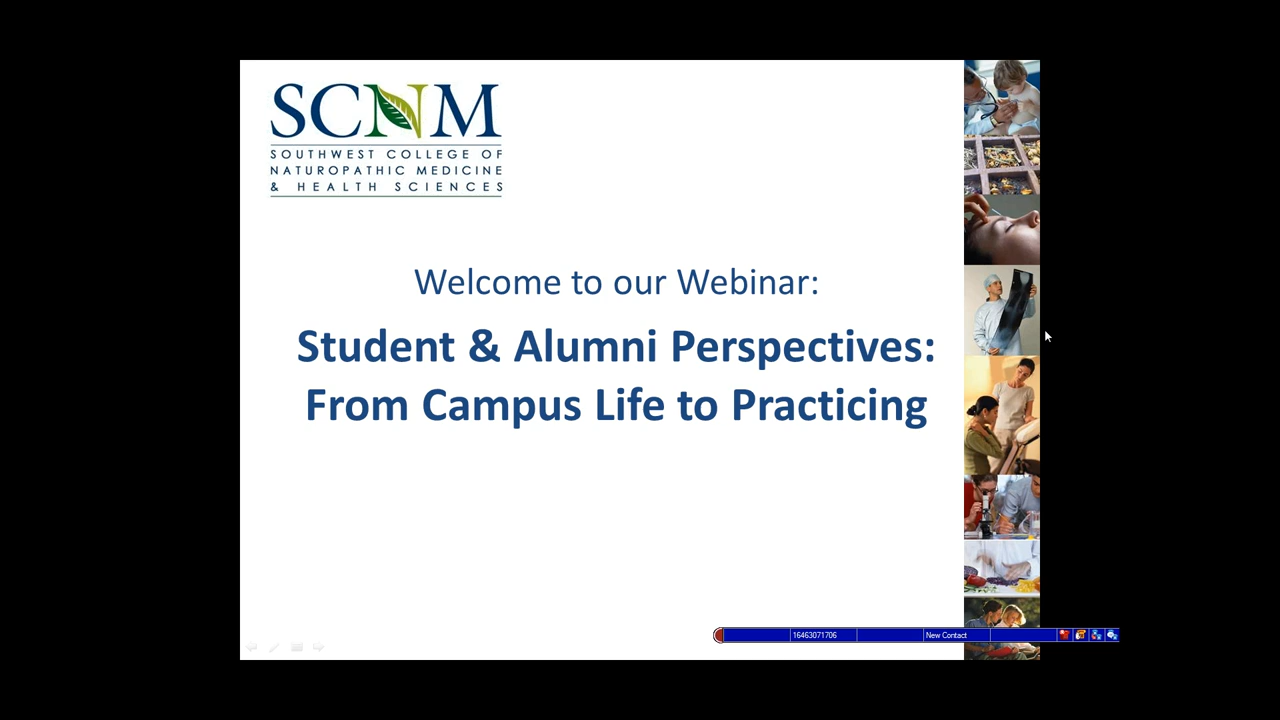 SCNM
SOUTHWEST COLLEGE OF
NATUROPATHIC MEDICINE
& HEALTH SCIENCES
Welcome to our Webinar:
Student & Alumni Perspectives:
From Campus Life to Practicing
16463071706 New Contact